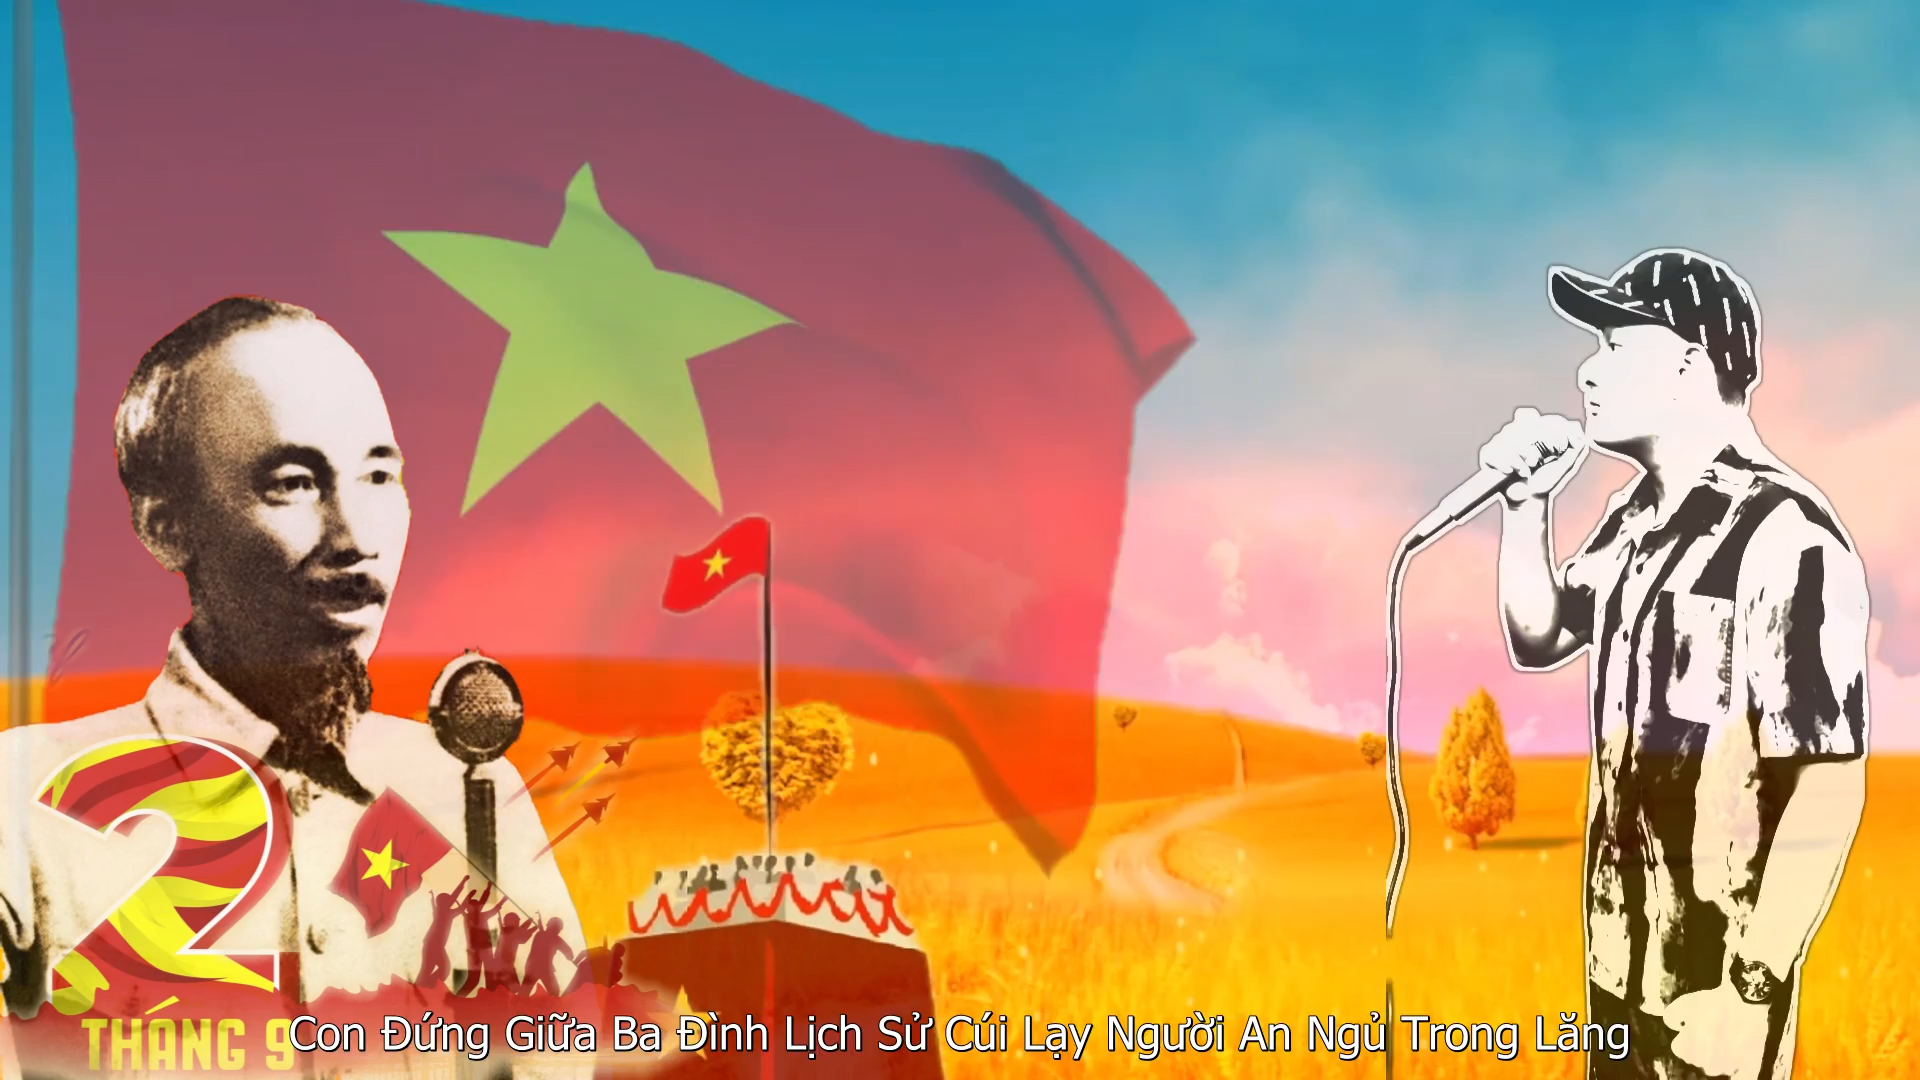 2
THÁNG 9
Con Đứng Giữa Ba Đình Lịch Sử Cúi Lạy Người An Ngủ Trong Lăng